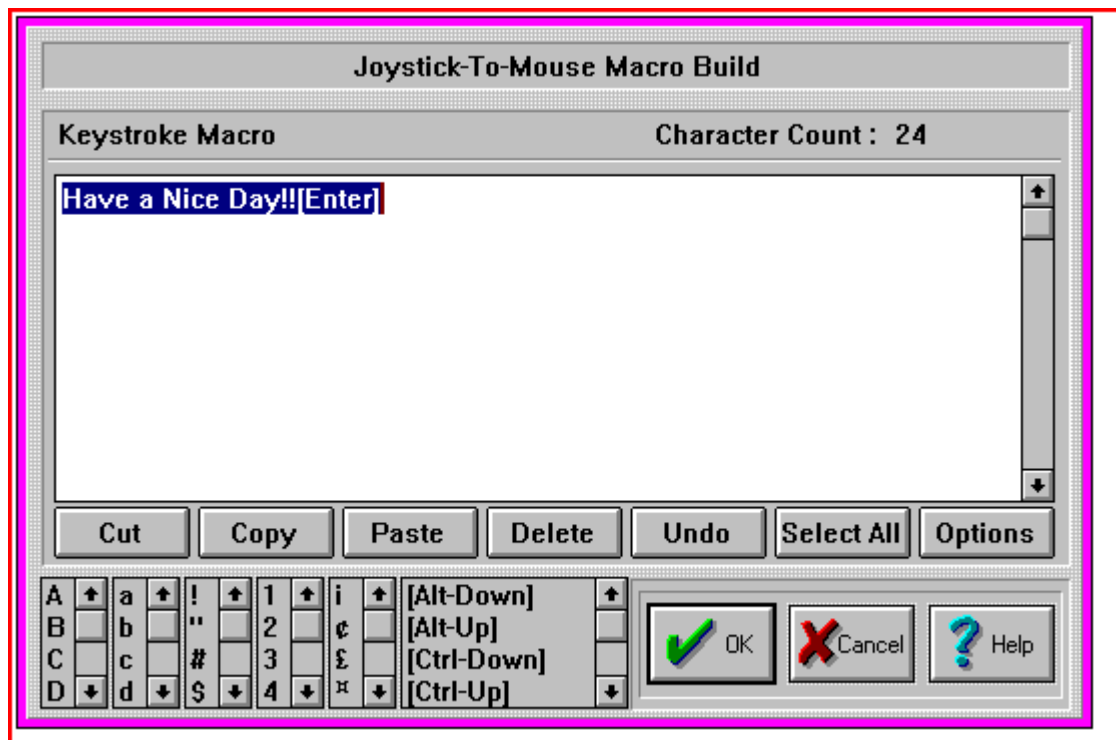 Joystick-To-Mouse Macro Build
Keystroke Macro Character Count : 24
Have a Nice Day!![Enter]
Cut Copy Paste Delete Undo Select All Options
A a ! 1 ¡ [Alt-Down]
B b " 2 ¢ [Alt-Up]
C c # 3 £ [Ctrl-Down]
D d $ 4 ¤ [Ctrl-Up]
OK Cancel Help